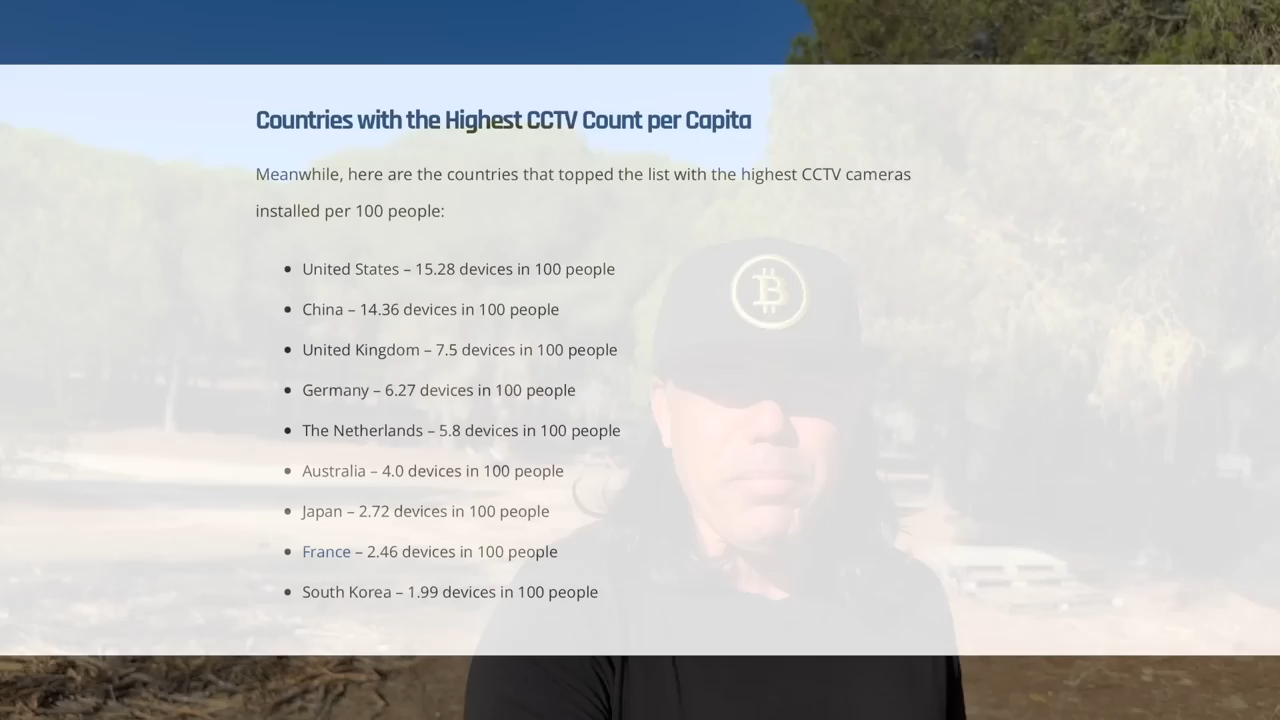 Countries with the Highest CCTV Count per Capita
Meanwhile, here are the countries that topped the list with the highest CCTV cameras
installed per 100 people:
United States – 15.28 devices in 100 people
China – 14.36 devices in 100 people
United Kingdom – 7.5 devices in 100 people
Germany – 6.27 devices in 100 people
The Netherlands – 5.8 devices in 100 people
Australia – 4.0 devices in 100 people
Japan – 2.72 devices in 100 people
France – 2.46 devices in 100 people
South Korea – 1.99 devices in 100 people